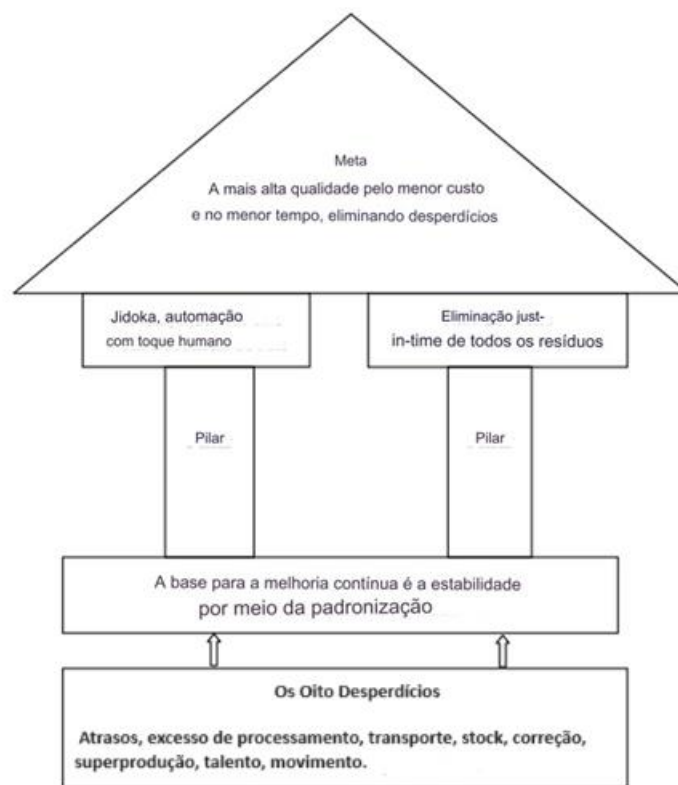 Meta
A mais alta qualidade pelo menor custo
e no menor tempo, eliminando desperdícios
Jidoka, automação
com toque humano
Eliminação just-
in-time de todos os resíduos
Pilar
Pilar
A base para a melhoria contínua é a estabilidade
por meio da padronização
Os Oito Desperdícios
Atrasos, excesso de processamento, transporte, stock, correção,
superprodução, talento, movimento.